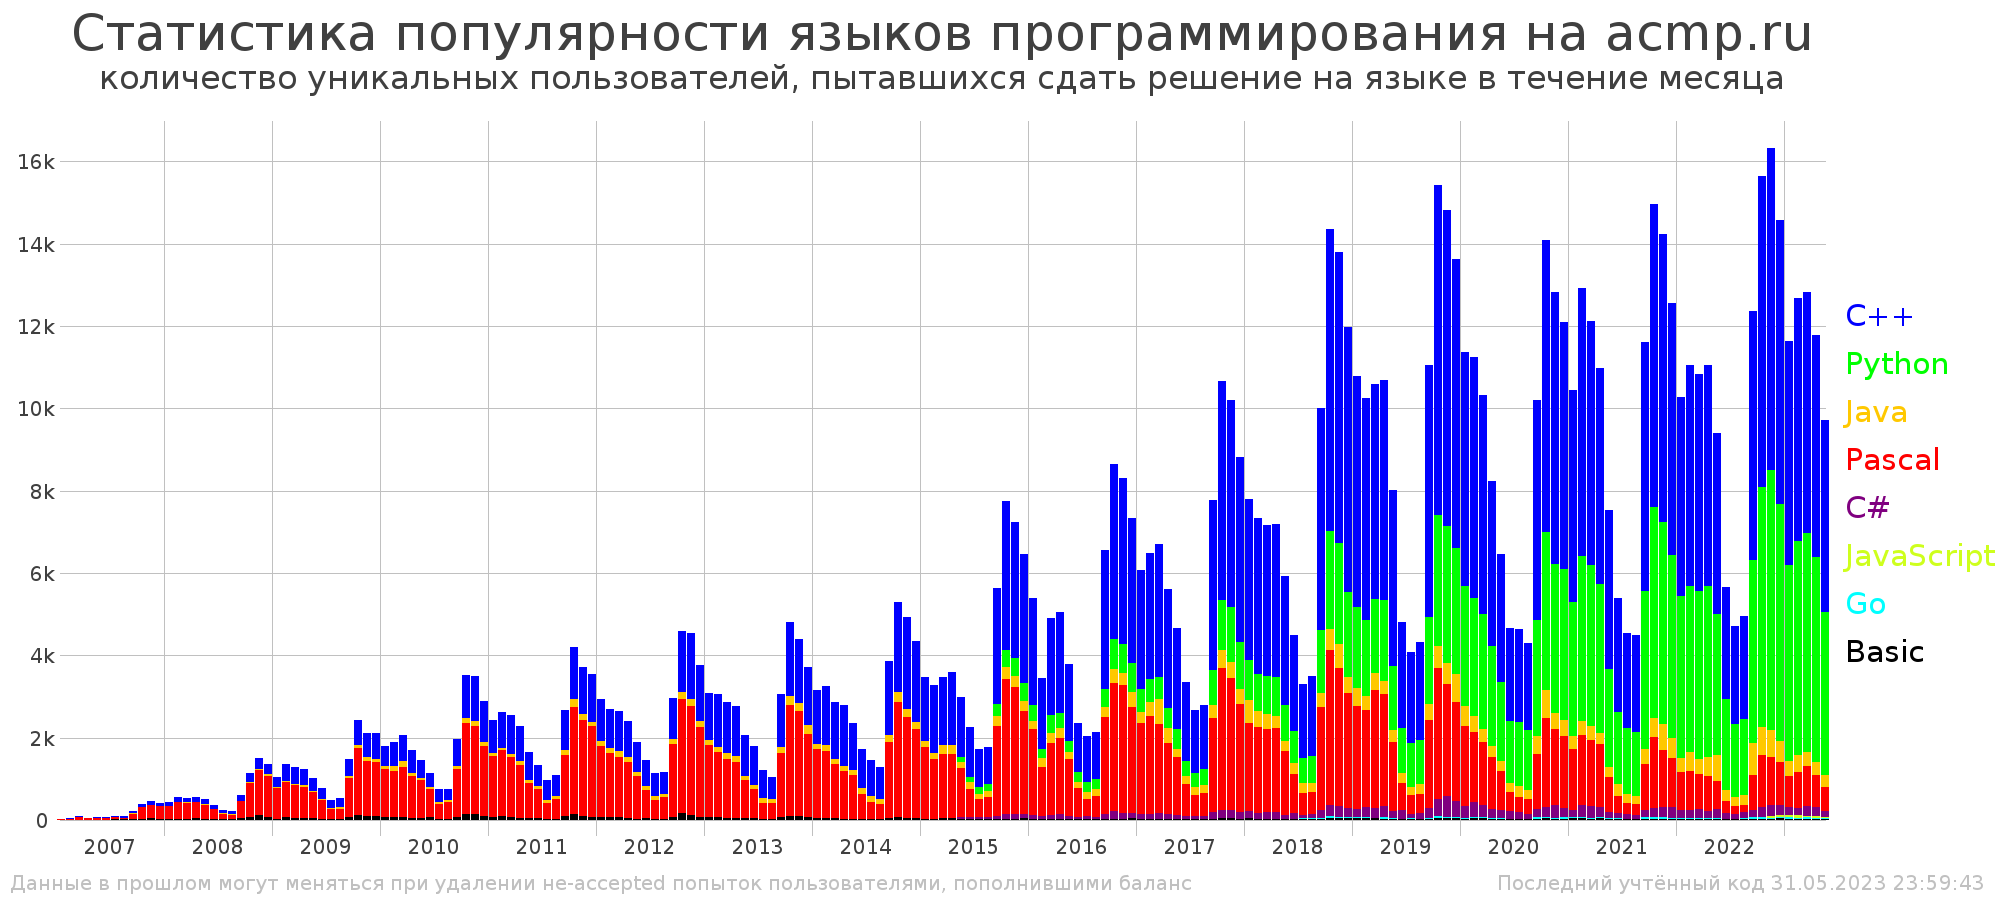 Статистика популярности языков программирования на acmp.ru
количество уникальных пользователей, пытавшихся сдать решение на языке в течение месяца
16k
14k
12k
10k
8k
6k
4k
2k
0
C++
Python
Java
Pascal
C#
JavaScript
Go
Basic
2007 2008 2009 2010 2011 2012 2013 2014 2015 2016 2017 2018 2019 2020 2021 2022
Данные в прошлом могут меняться при удалении не-accepted попыток пользователями, пополнившими баланс
Последний учтённый код 31.05.2023 23:59:43